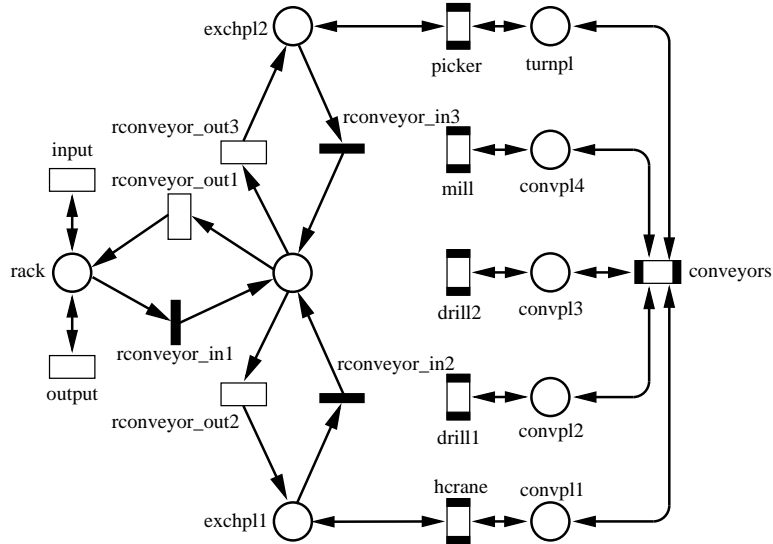 exchpl2
picker
turnpl
rconveyor_out3
rconveyor_in3
input
rconveyor_out1
mill
convpl4
rack
conveyors
drill2
convpl3
rconveyor_in1
rconveyor_in2
output
rconveyor_out2
drill1
convpl2
hcrane
convpl1
exchpl1